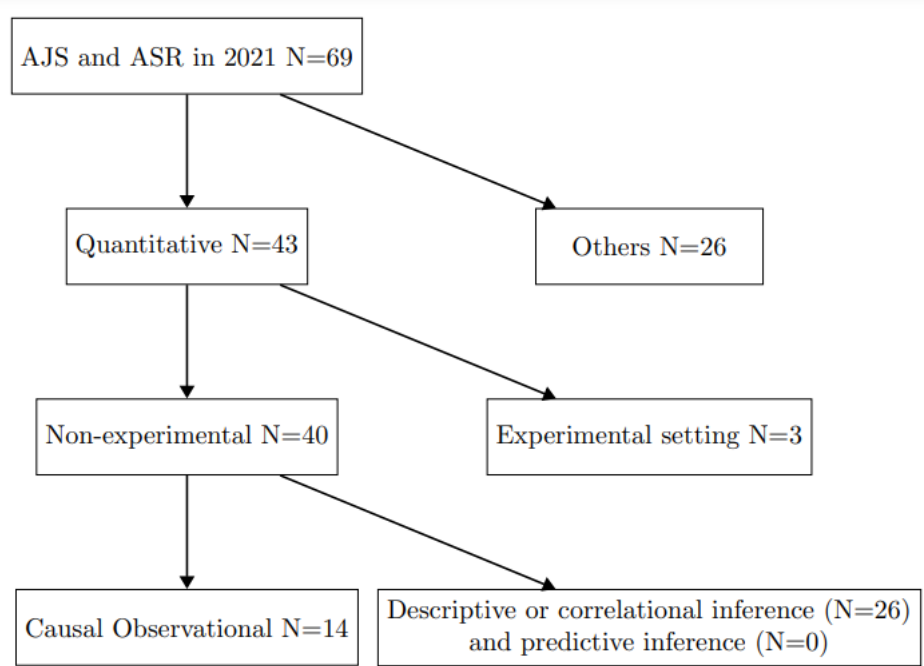 AJS and ASR in 2021 N=69
Quantitative N=43
Others N=26
Non-experimental N=40
Experimental setting N=3
Causal Observational N=14
Descriptive or correlational inference (N=26)
and predictive inference (N=0)